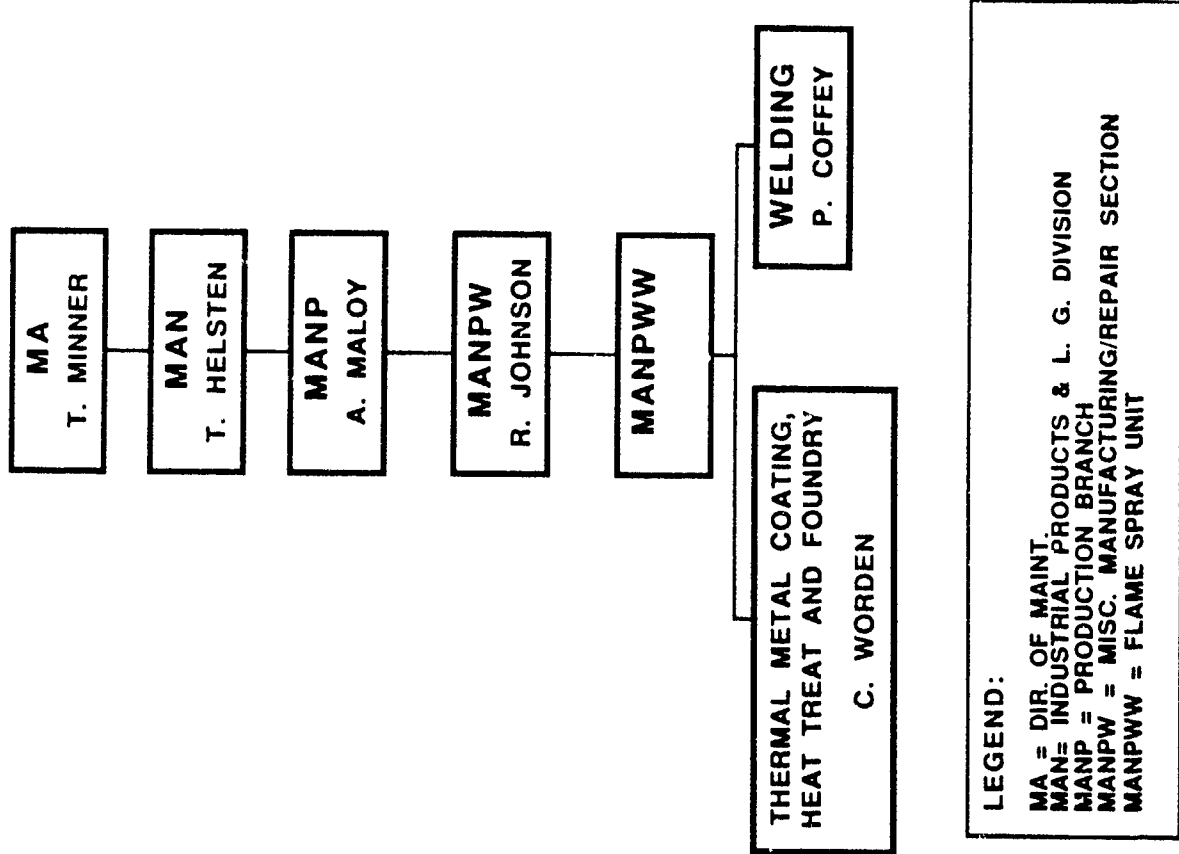 MA
T. MINNER
MAN
T. HELSTEN
MANP
A. MALOY
MANPW
R. JOHNSON
MANPWW
THERMAL METAL COATING,
HEAT TREAT AND FOUNDRY
C. WORDEN
WELDING
P. COFFEY
LEGEND:
MA = DIR. OF MAINT.
MAN= INDUSTRIAL PRODUCTS & L. G. DIVISION
MANP = PRODUCTION BRANCH
MANPW = MISC. MANUFACTURING/REPAIR SECTION
MANPWW = FLAME SPRAY UNIT